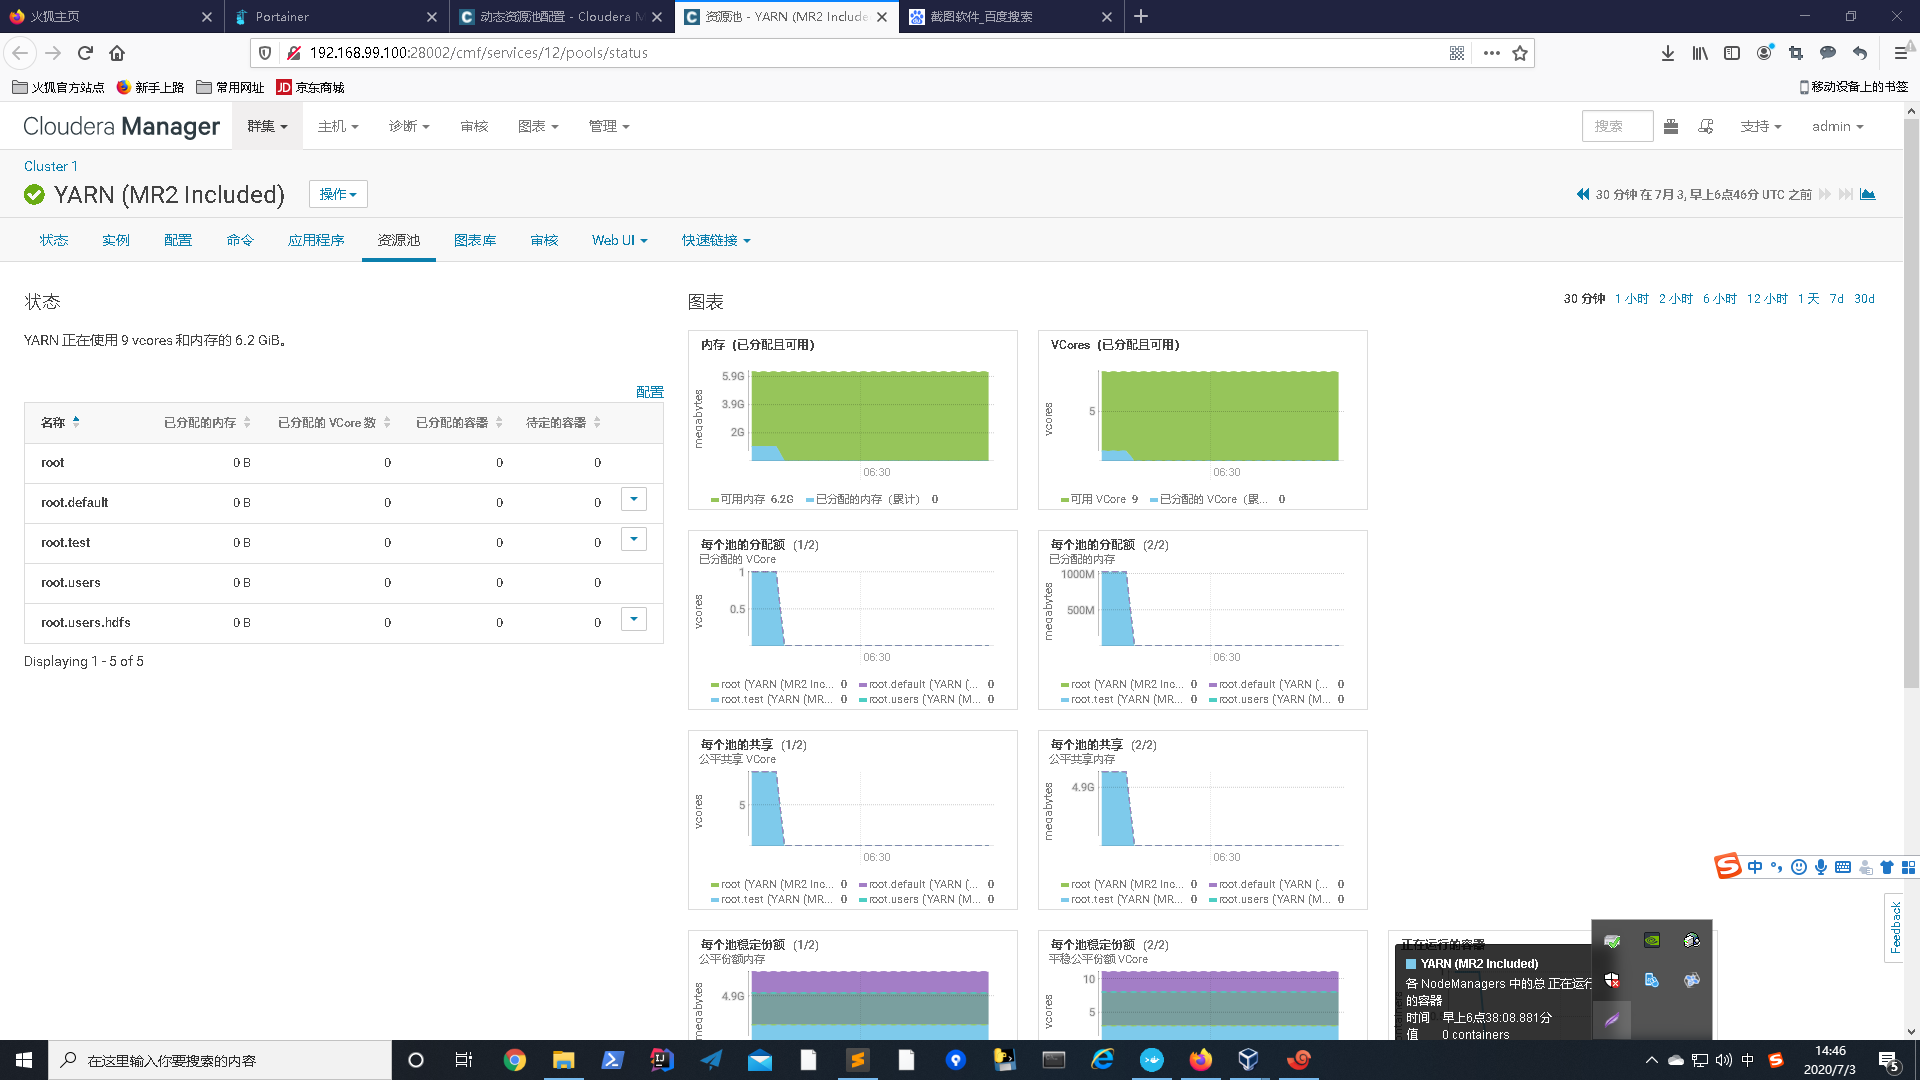 火狐主页
Portainer
动态资源池配置 - Cloudera M
资源池 - YARN (MR2 Include
截图软件_百度搜索
192.168.99.100:28002/cmf/services/12/pools/status
火狐官方站点 新手上路 常用网址 JD 京东商城 移动设备上的书签
Cloudera Manager 群集 主机 诊断 审核 图表 管理 搜索 支持 admin
Cluster 1
YARN (MR2 Included) 操作
30 分钟 在 7月 3, 早上6点46分 UTC 之前
状态 实例 配置 命令 应用程序 资源池 图表库 审核 Web UI 快速链接
状态
YARN 正在使用 9 vcores 和内存的 6.2 GiB。
配置
名称 已分配的内存 已分配的 VCore 数 已分配的容器 待定的容器
root 0 B 0 0 0
root.default 0 B 0 0 0
root.test 0 B 0 0 0
root.users 0 B 0 0 0
root.users.hdfs 0 B 0 0 0
Displaying 1 - 5 of 5
图表
30 分钟 1 小时 2 小时 6 小时 12 小时 1 天 7d 30d
内存（已分配且可用）
megabytes
5.9G
3.9G
2G
06:30
可用内存 6.2G 已分配的内存（累计） 0
VCores（已分配且可用）
vcores
5
06:30
可用 VCore 9 已分配的 VCore（累... 0
每个池的分配额 (1/2)
已分配的 VCore
vcores
1
0.5
06:30
root (YARN (MR2 Inc... 0 root.default (YARN (... 0
root.test (YARN (MR... 0 root.users (YARN (M... 0
每个池的分配额 (2/2)
已分配的内存
megabytes
1000M
500M
06:30
root (YARN (MR2 Inc... 0 root.default (YARN (... 0
root.test (YARN (MR... 0 root.users (YARN (M... 0
每个池的共享 (1/2)
公平共享 VCore
vcores
5
06:30
root (YARN (MR2 Inc... 0 root.default (YARN (... 0
root.test (YARN (MR... 0 root.users (YARN (M... 0
每个池的共享 (2/2)
公平共享内存
megabytes
4.9G
06:30
root (YARN (MR2 Inc... 0 root.default (YARN (... 0
root.test (YARN (MR... 0 root.users (YARN (M... 0
每个池稳定份额 (1/2)
公平份额内存
megabytes
4.9G
每个池稳定份额 (2/2)
平稳公平份额 VCore
vcores
10
5
正在运行的容器
YARN (MR2 Included)
各 NodeManagers 中的总 正在运行
的容器
时间 早上6点38:08.881分
值 0 containers
中
Feedback
在这里输入你要搜索的内容
中
14:46
2020/7/3
5